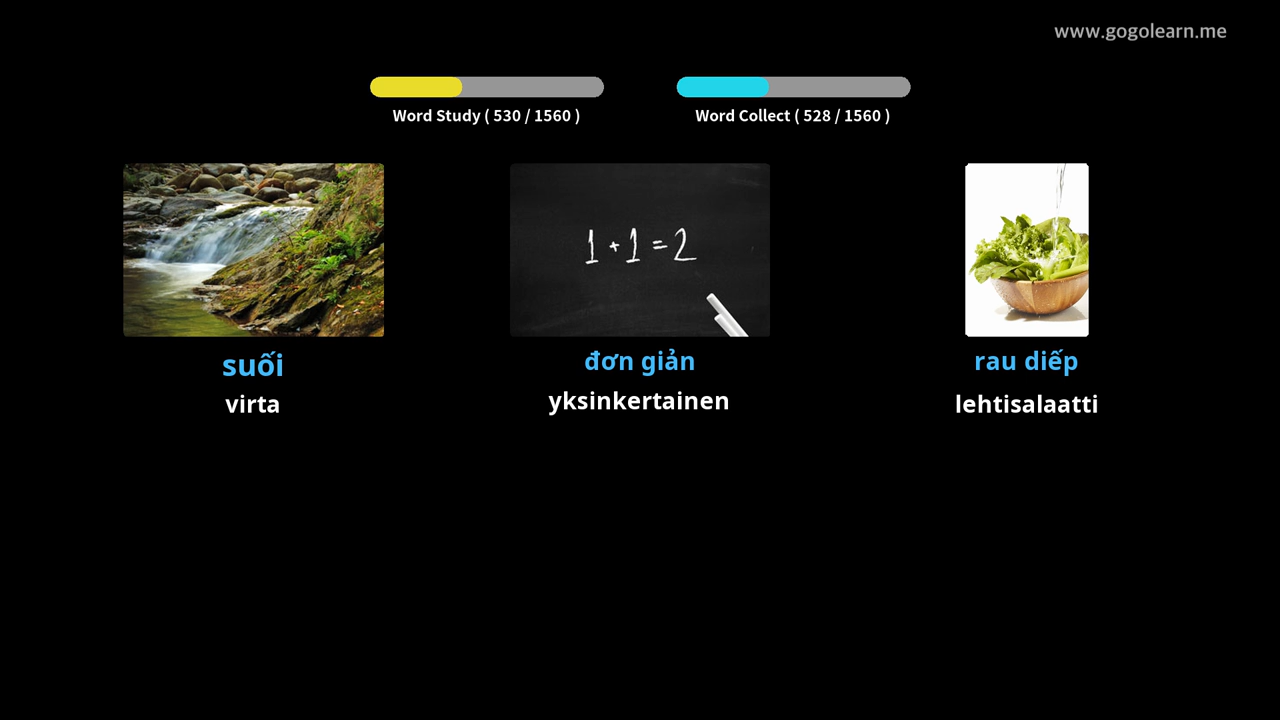 www.gogolearn.me
Word Study ( 530 / 1560 )
Word Collect ( 528 / 1560 )
1 + 1 = 2
suối
đơn giản
rau diếp
virta
yksinkertainen
lehtisalaatti